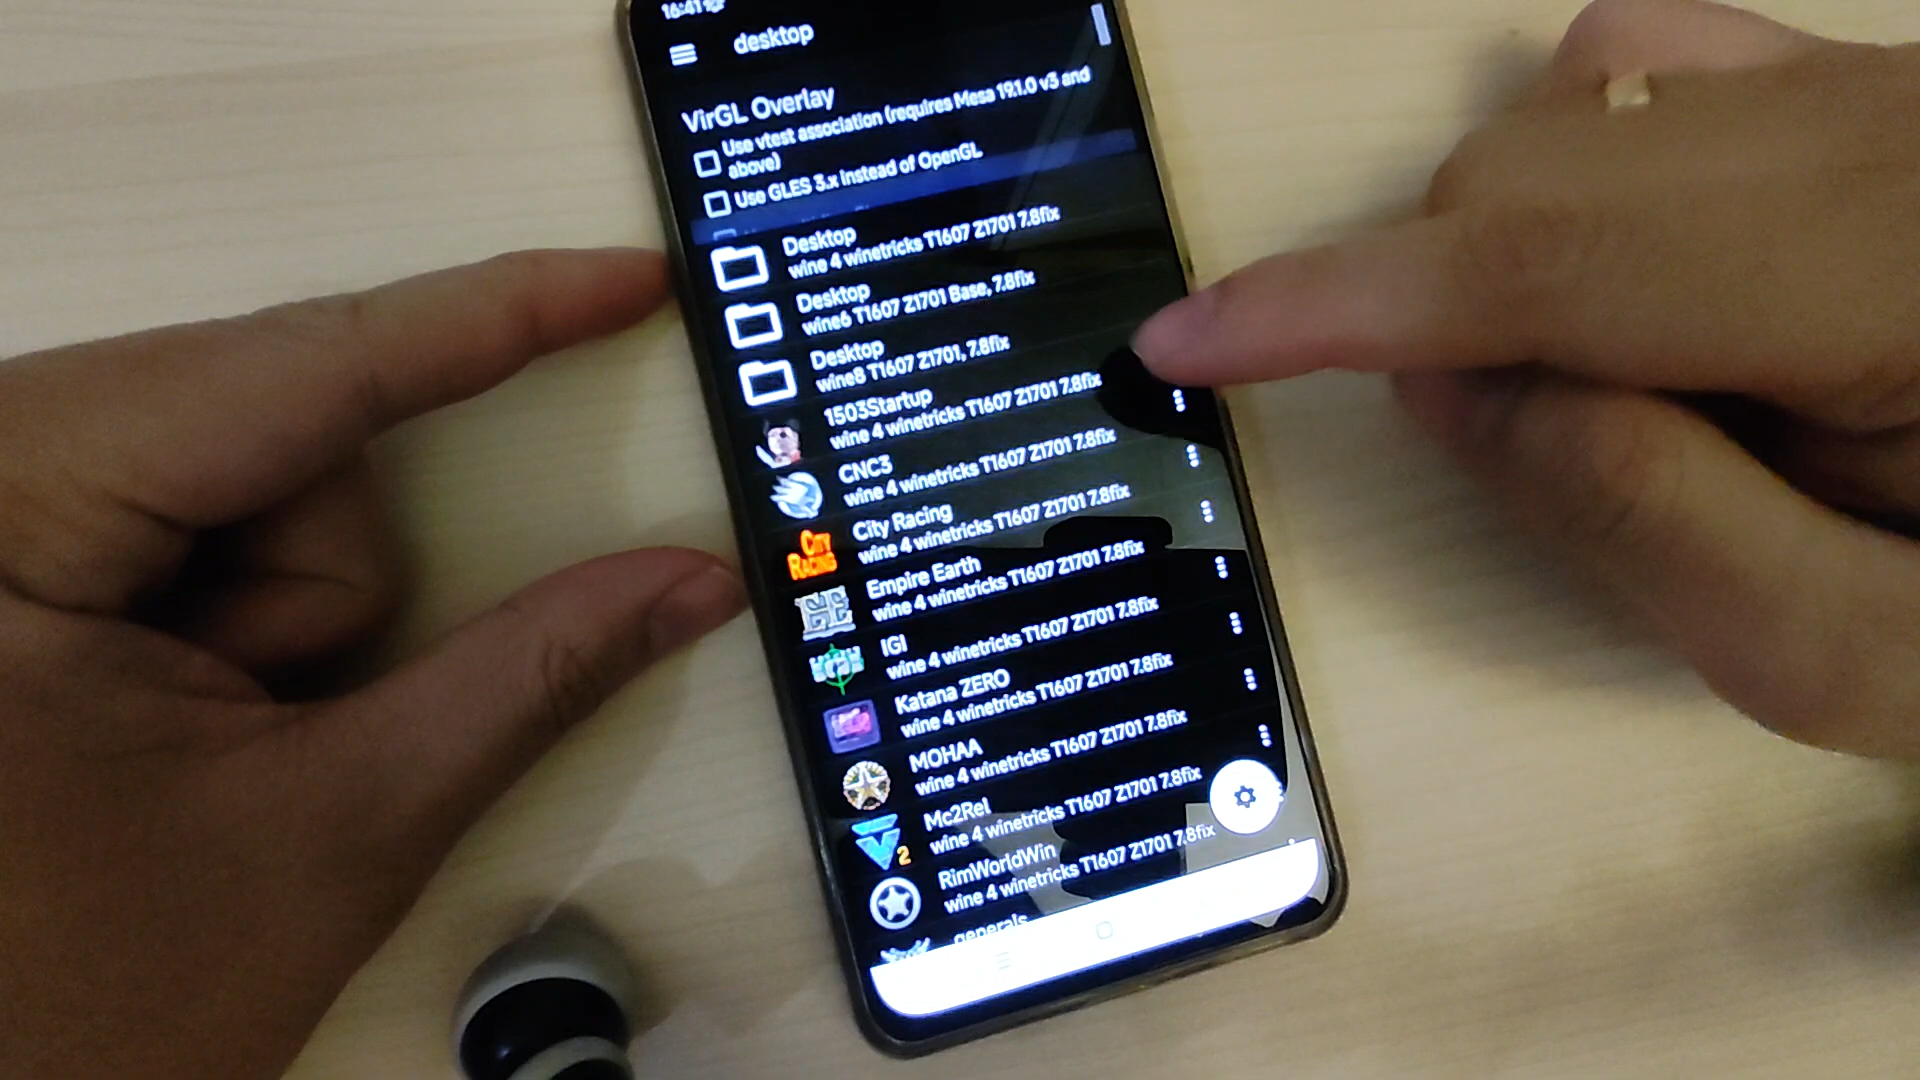 16:41
desktop
VirGL Overlay
Use vtest association (requires Mesa 19.1.0 v3 and
above)
Use GLES 3.x instead of OpenGL
Desktop
wine 4 winetricks T1607 Z1701 7.8fix
Desktop
wine6 T1607 Z1701 Base, 7.8fix
Desktop
wine8 T1607 Z1701, 7.8fix
1503Startup
wine 4 winetricks T1607 Z1701 7.8fix
CNC3
wine 4 winetricks T1607 Z1701 7.8fix
City Racing
wine 4 winetricks T1607 Z1701 7.8fix
CITY
RACING
Empire Earth
wine 4 winetricks T1607 Z1701 7.8fix
EE
IGI
wine 4 winetricks T1607 Z1701 7.8fix
Katana ZERO
wine 4 winetricks T1607 Z1701 7.8fix
MOHAA
wine 4 winetricks T1607 Z1701 7.8fix
Mc2Rel
wine 4 winetricks T1607 Z1701 7.8fix
2
RimWorldWin
wine 4 winetricks T1607 Z1701 7.8fix
generals